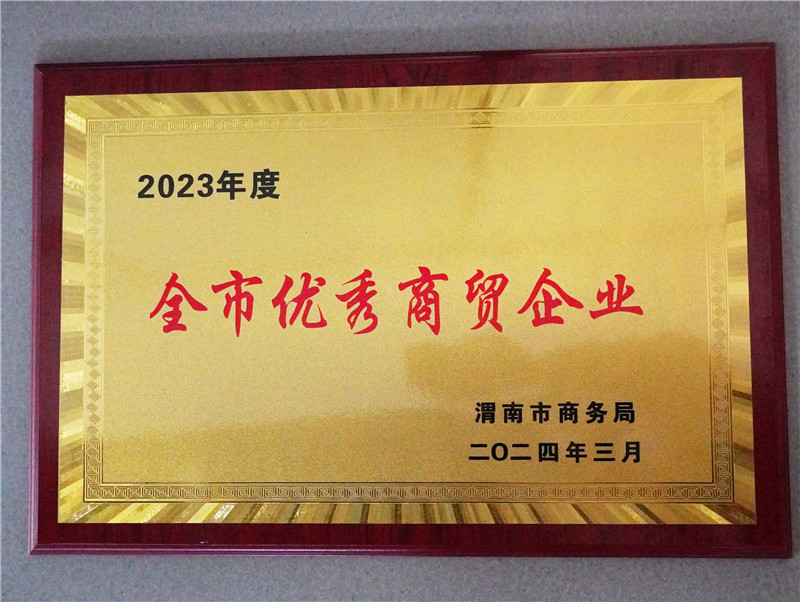 2023年度
全市优秀商贸企业
渭南市商务局
二〇二四年三月